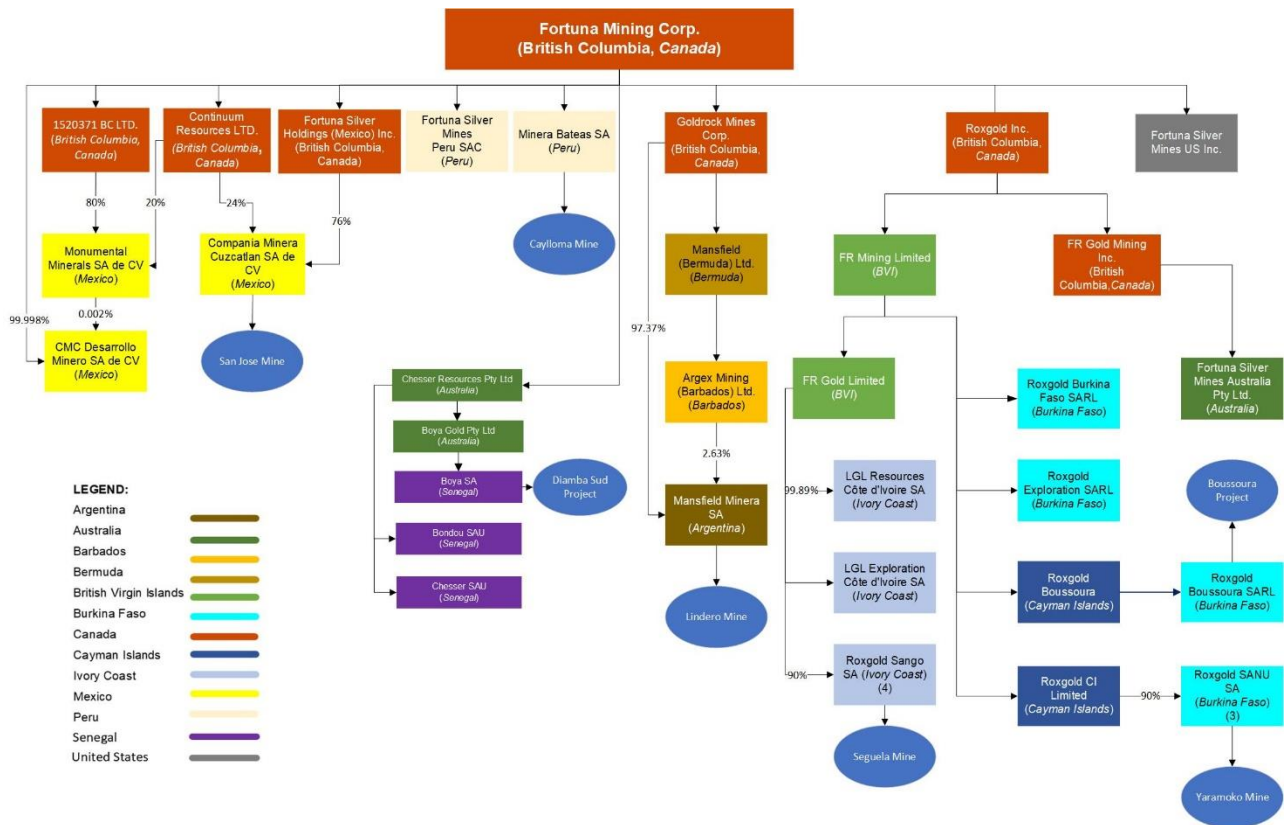 Fortuna Mining Corp.
(British Columbia, Canada)
1520371 BC LTD.
(British Columbia,
Canada)
Continuum
Resources LTD.
(British Columbia,
Canada)
Fortuna Silver
Holdings (Mexico) Inc.
(British Columbia,
Canada)
Fortuna Silver
Mines
Peru SAC
(Peru)
Minera Bateas SA
(Peru)
Goldrock Mines
Corp.
(British Columbia,
Canada)
Roxgold Inc.
(British Columbia,
Canada)
Fortuna Silver
Mines US Inc.
80%
20%
24%
76%
Monumental
Minerals SA de CV
(Mexico)
Compania Minera
Cuzcatlan SA de
CV
(Mexico)
Caylloma Mine
Mansfield
(Bermuda) Ltd.
(Bermuda)
FR Mining Limited
(BVI)
FR Gold Mining
Inc.
(British
Columbia,Canada)
99.998%
0.002%
97.37%
CMC Desarrollo
Minero SA de CV
(Mexico)
San Jose Mine
Chesser Resources Pty Ltd
(Australia)
Argex Mining
(Barbados) Ltd.
(Barbados)
FR Gold Limited
(BVI)
Roxgold Burkina
Faso SARL
(Burkina Faso)
Fortuna Silver
Mines Australia
Pty Ltd.
(Australia)
Boya Gold Pty Ltd
(Australia)
2.63%
Boya SA
(Senegal)
Diamba Sud
Project
99.89%
LGL Resources
Côte d'Ivoire SA
(Ivory Coast)
Roxgold
Exploration SARL
(Burkina Faso)
Boussoura
Project
Mansfield Minera
SA
(Argentina)
Bondou SAU
(Senegal)
Chesser SAU
(Senegal)
Lindero Mine
LGL Exploration
Côte d'Ivoire SA
(Ivory Coast)
Roxgold
Boussoura
(Cayman Islands)
Roxgold
Boussoura SARL
(Burkina Faso)
90%
Roxgold Sango
SA (Ivory Coast)
(4)
Roxgold CI
Limited
(Cayman Islands)
90%
Roxgold SANU
SA
(Burkina Faso)
(3)
Seguela Mine
Yaramoko Mine
LEGEND:
Argentina
Australia
Barbados
Bermuda
British Virgin Islands
Burkina Faso
Canada
Cayman Islands
Ivory Coast
Mexico
Peru
Senegal
United States